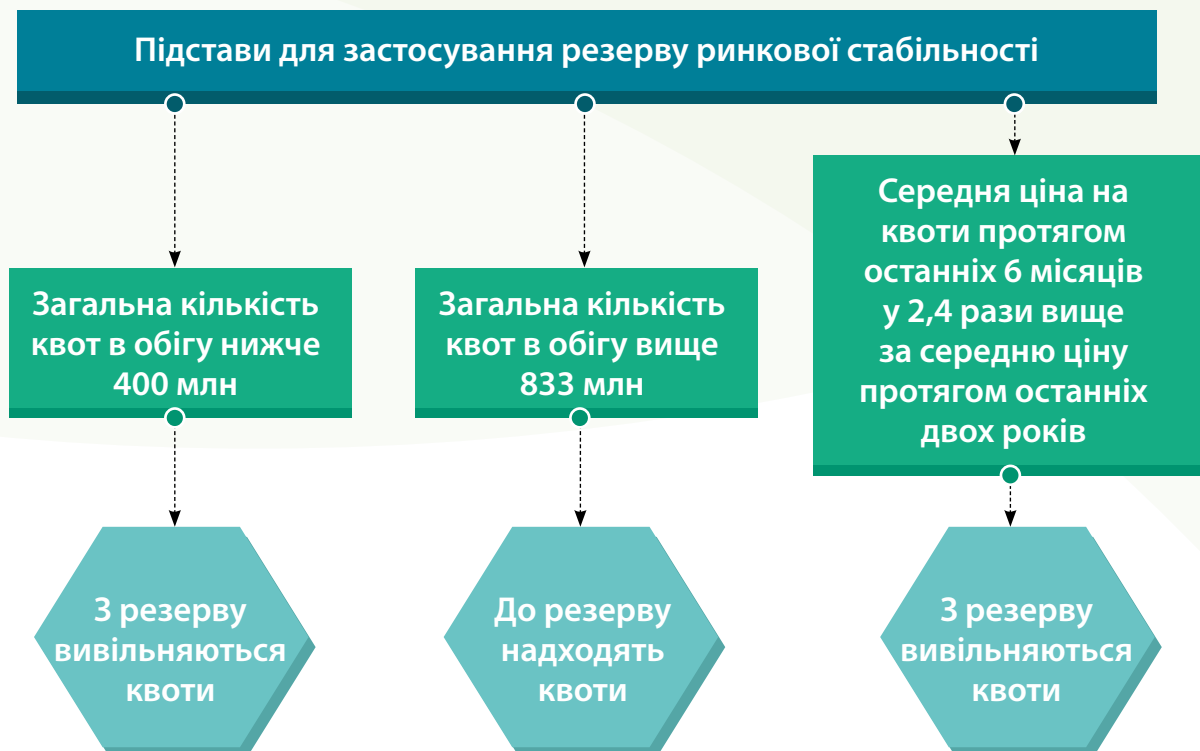 Підстави для застосування резерву ринкової стабільності
Загальна кількість
квот в обігу нижче
400 млн
З резерву
вивільняються
квоти
Загальна кількість
квот в обігу вище
833 млн
До резерву
надходять
квоти
Середня ціна на
квоти протягом
останніх 6 місяців
у 2,4 рази вище
за середню ціну
протягом останніх
двох років
З резерву
вивільняються
квоти